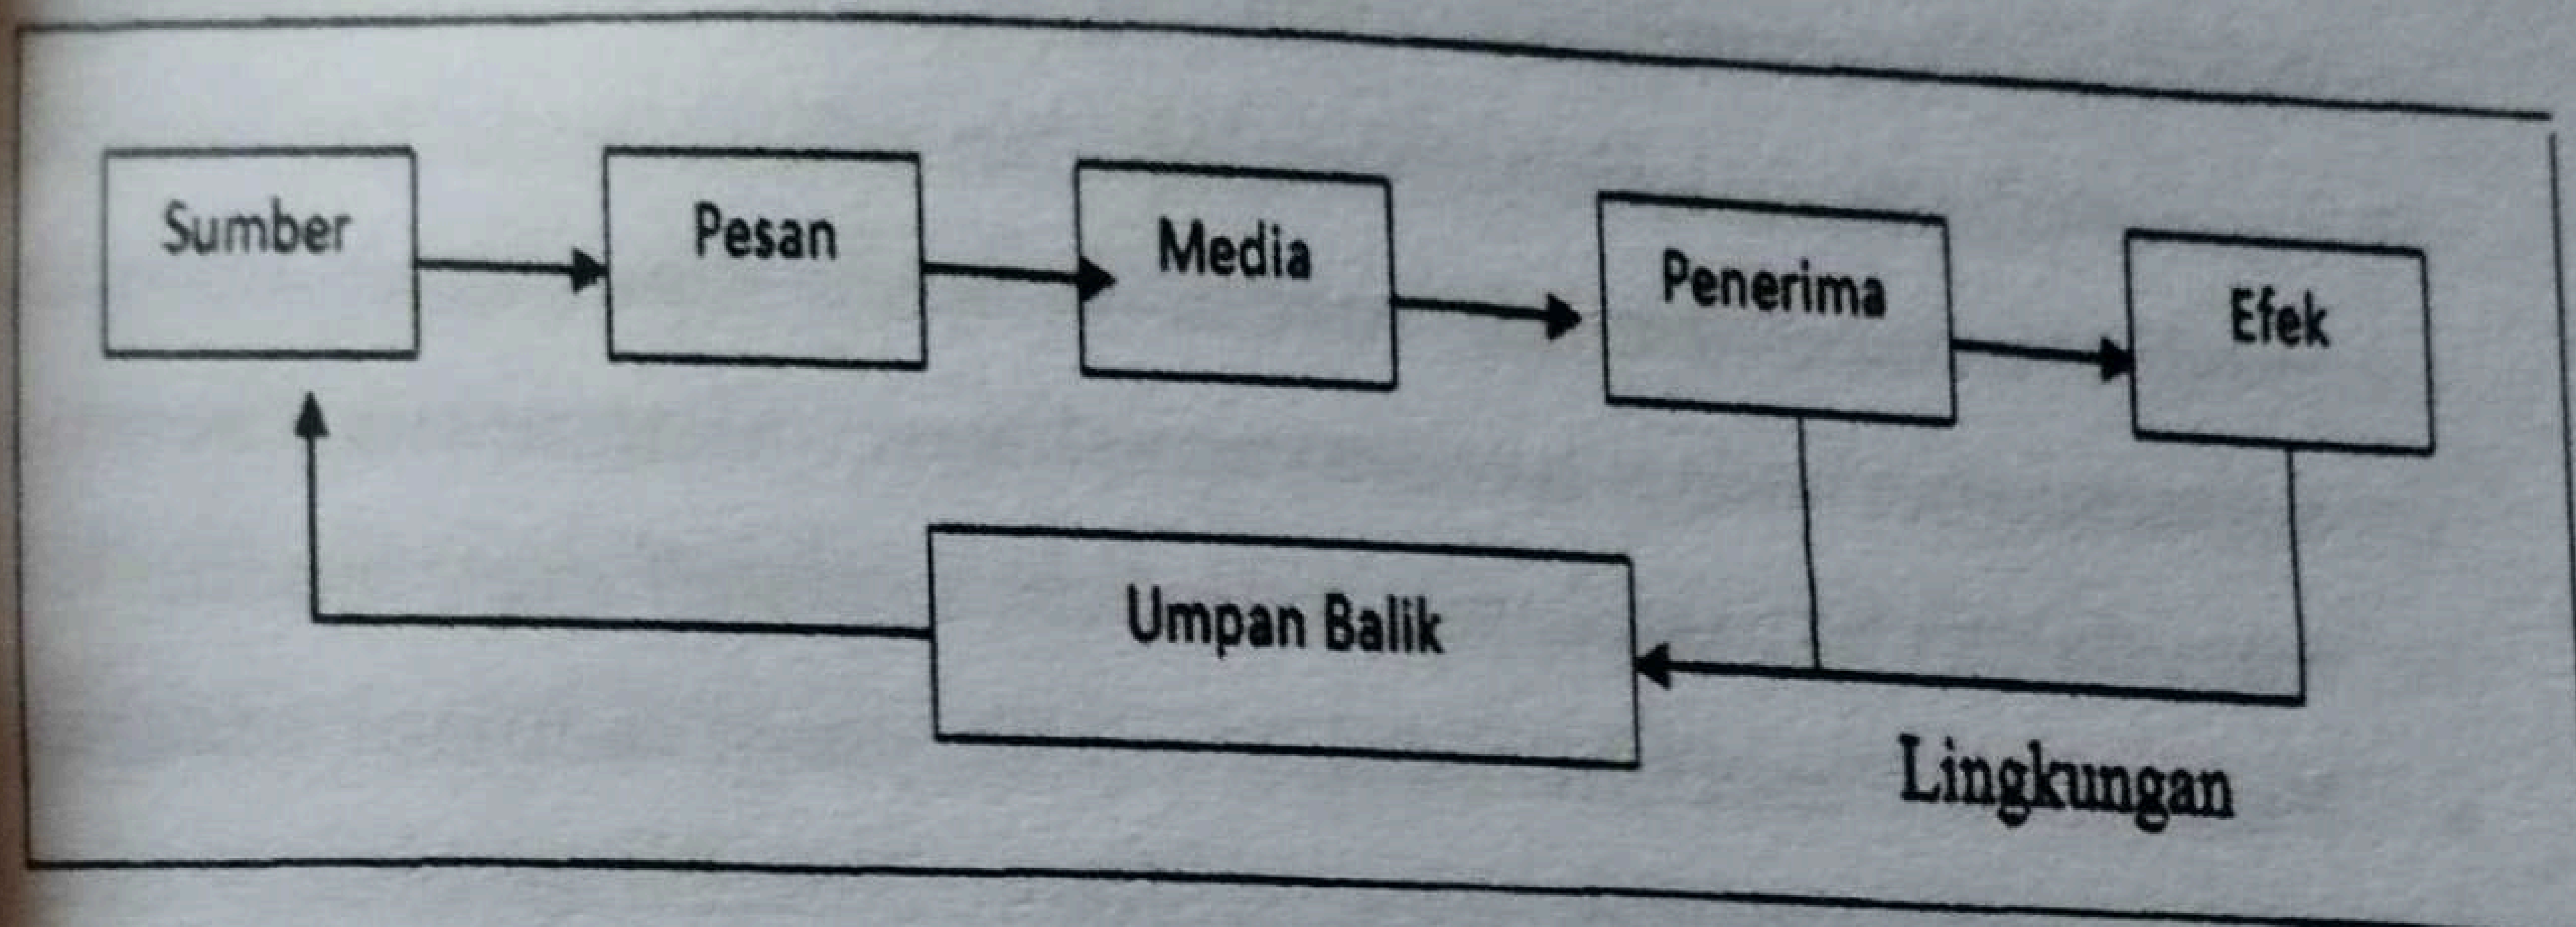 Sumber
Pesan
Media
Penerima
Efek
Umpan Balik
Lingkungan